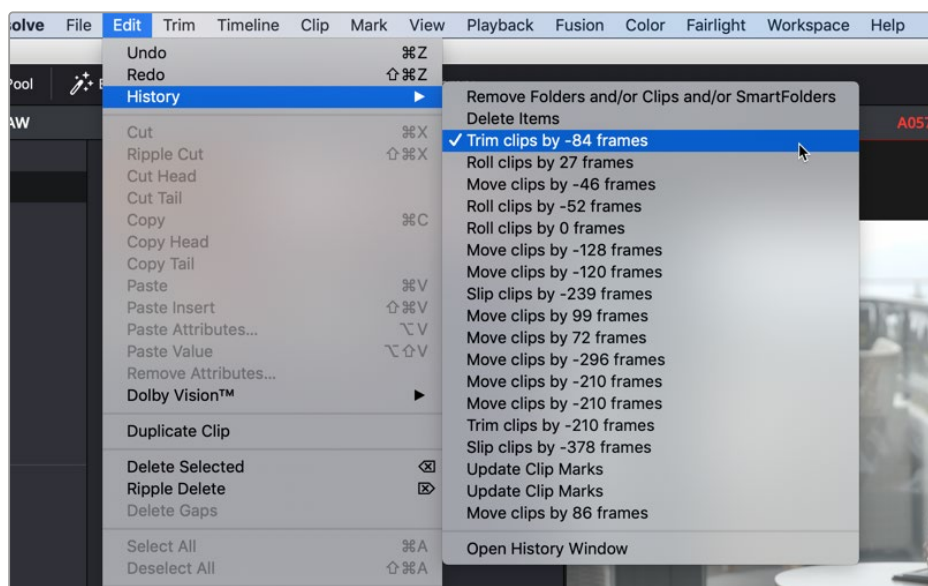 olve File Edit Trim Timeline Clip Mark View Playback Fusion Color Fairlight Workspace Help
Undo ⌘Z
Redo ⇧⌘Z
Pool
History ▶
AW
A057
Cut ⌘X
Ripple Cut ⇧⌘X
Cut Head
Cut Tail
Copy ⌘C
Copy Head
Copy Tail
Paste ⌘V
Paste Insert ⇧⌘V
Paste Attributes... ⌥V
Paste Value ⌥⇧V
Remove Attributes...
Dolby Vision™ ▶
Duplicate Clip
Delete Selected ⌫
Ripple Delete ⌦
Delete Gaps
Select All ⌘A
Deselect All ⇧⌘A
Remove Folders and/or Clips and/or SmartFolders
Delete Items
✓ Trim clips by -84 frames
Roll clips by 27 frames
Move clips by -46 frames
Roll clips by -52 frames
Roll clips by 0 frames
Move clips by -128 frames
Move clips by -120 frames
Slip clips by -239 frames
Move clips by 99 frames
Move clips by 72 frames
Move clips by -296 frames
Move clips by -210 frames
Move clips by -210 frames
Trim clips by -210 frames
Slip clips by -378 frames
Update Clip Marks
Update Clip Marks
Move clips by 86 frames
Open History Window